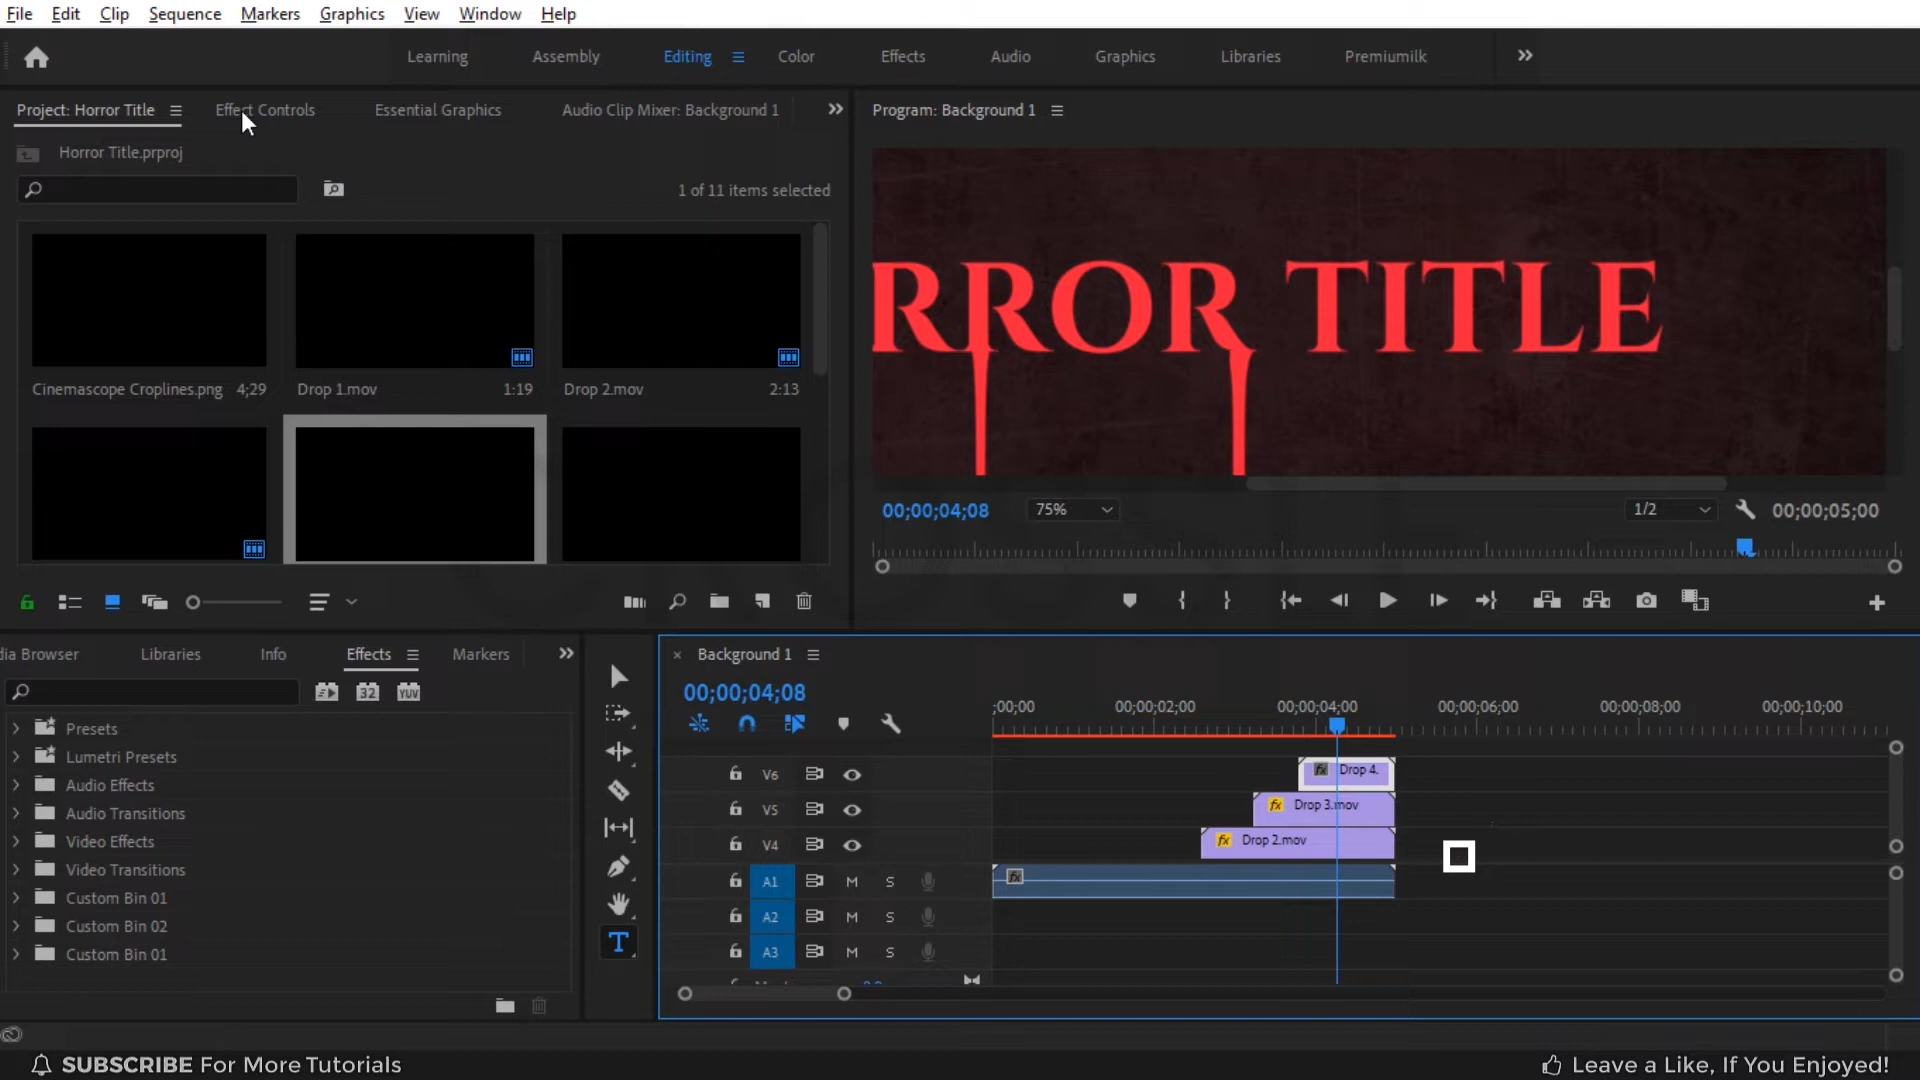 File Edit Clip Sequence Markers Graphics View Window Help
Learning Assembly Editing Color Effects Audio Graphics Libraries Premiumilk
Project: Horror Title Effect Controls Essential Graphics Audio Clip Mixer: Background 1
Horror Title.prproj
1 of 11 items selected
Cinemascope Croplines.png 4;29 Drop 1.mov 1:19 Drop 2.mov 2:13
Program: Background 1
RROR TITLE
00;00;04;08 75% 1/2 00;00;05;00
dia Browser Libraries Info Effects Markers
32 YUV
Presets
Lumetri Presets
Audio Effects
Audio Transitions
Video Effects
Video Transitions
Custom Bin 01
Custom Bin 02
Custom Bin 01
T
× Background 1
00;00;04;08
;00;00 00;00;02;00 00;00;04;00 00;00;06;00 00;00;08;00 00;00;10;00
V6 fx Drop 4.
V5 fx Drop 3.mov
V4 fx Drop 2.mov
A1 M S fx
A2 M S
A3 M S
SUBSCRIBE For More Tutorials
Leave a Like, If You Enjoyed!